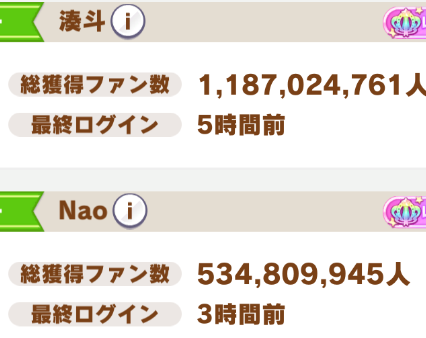 湊斗 i
総獲得ファン数 1,187,024,761人
最終ログイン 5時間前
Nao i
総獲得ファン数 534,809,945人
最終ログイン 3時間前